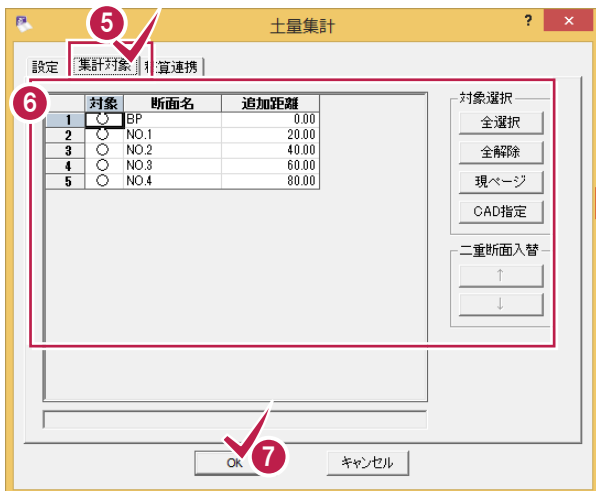 土量集計 ? ×
5
設定 集計対象 積算連携
6
対象 断面名 追加距離
1 ○ BP 0.00
2 ○ NO.1 20.00
3 ○ NO.2 40.00
4 ○ NO.3 60.00
5 ○ NO.4 80.00
対象選択
全選択
全解除
現ページ
CAD指定
二重断面入替
↑
↓
OK 7 キャンセル